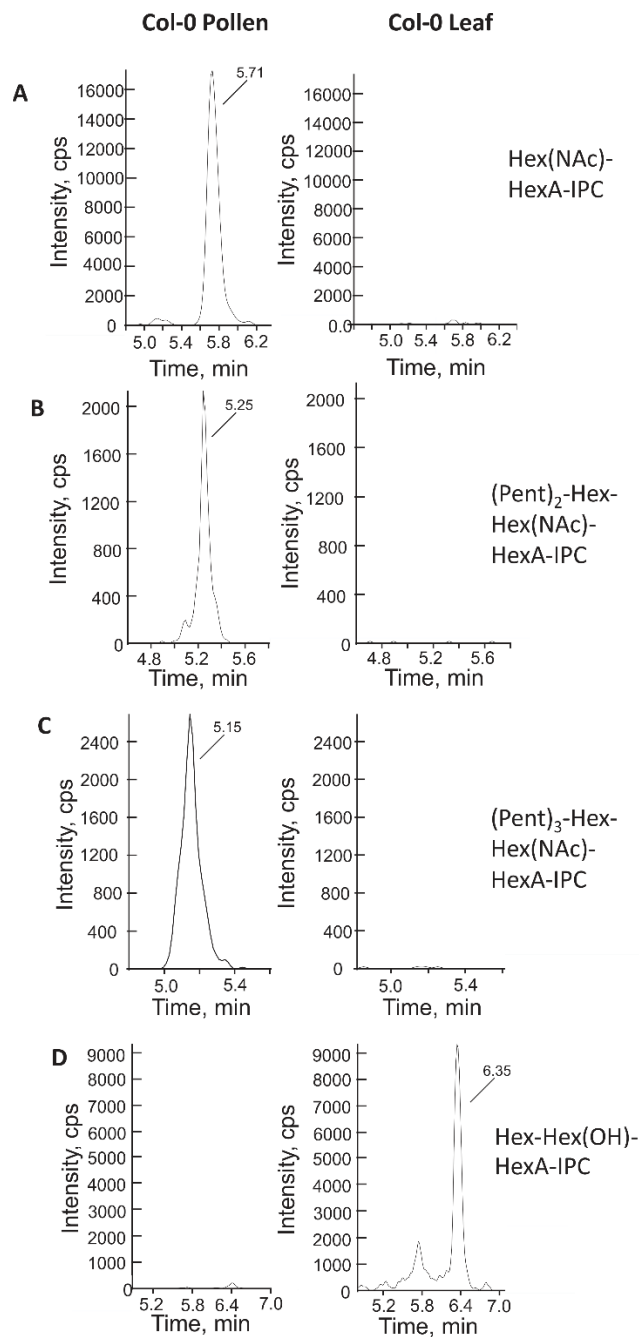 Col-0 Pollen
Col-0 Leaf
A
Intensity, cps
16000
14000
12000
10000
8000
6000
4000
2000
0
5.71
5.0 5.4 5.8 6.2
Time, min
Intensity, cps
16000
14000
12000
10000
8000
6000
4000
2000
0.0
5.0 5.4 5.8 6.2
Time, min
Hex(NAc)-
HexA-IPC
B
Intensity, cps
2000
1600
1200
800
400
0
5.25
4.8 5.2 5.6
Time, min
Intensity, cps
2000
1600
1200
800
400
0
4.8 5.2 5.6
Time, min
(Pent)2-Hex-
Hex(NAc)-
HexA-IPC
C
Intensity, cps
2400
2000
1600
1200
800
400
0
5.15
5.0 5.4
Time, min
Intensity, cps
2400
2000
1600
1200
800
400
0
5.0 5.4
Time, min
(Pent)3-Hex-
Hex(NAc)-
HexA-IPC
D
Intensity, cps
9000
8000
7000
6000
5000
4000
3000
2000
1000
0
5.2 5.8 6.4 7.0
Time, min
Intensity, cps
9000
8000
7000
6000
5000
4000
3000
2000
1000
0
6.35
5.2 5.8 6.4 7.0
Time, min
Hex-Hex(OH)-
HexA-IPC